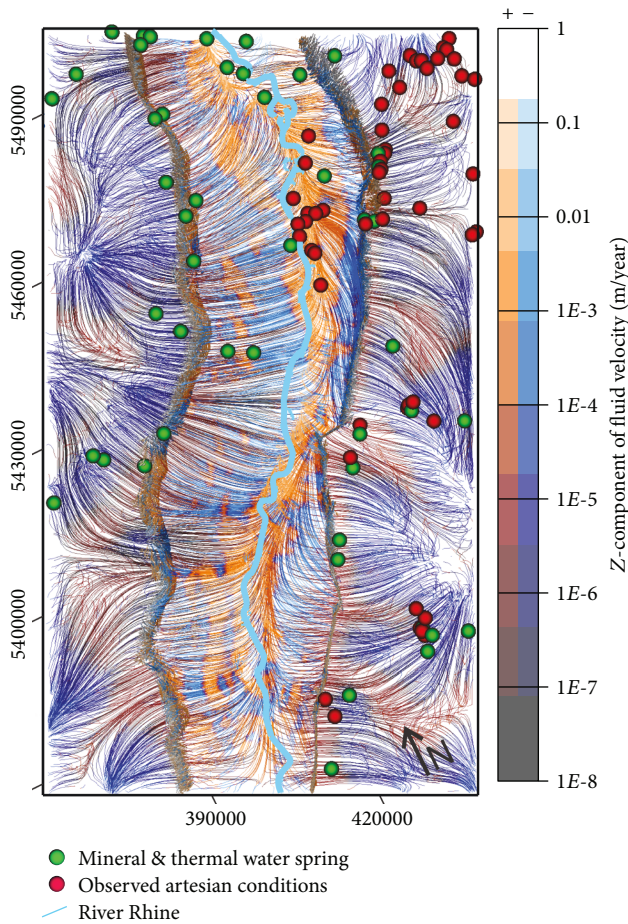 + −
1
0.1
0.01
1E-3
1E-4
1E-5
1E-6
1E-7
1E-8
Z-component of fluid velocity (m/year)
5490000
5460000
5430000
5400000
390000
420000
N
Mineral & thermal water spring
Observed artesian conditions
River Rhine